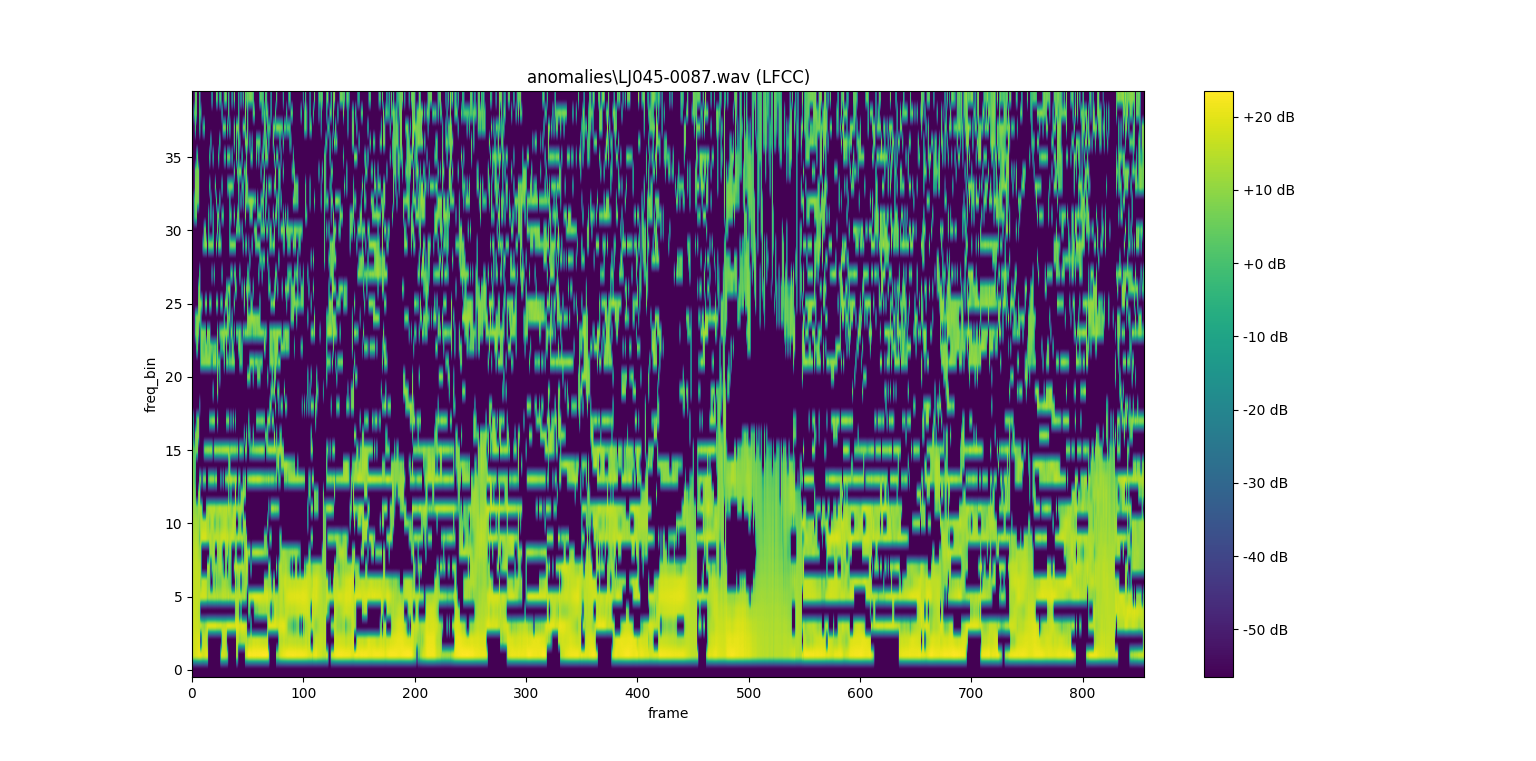 anomalies\LJ045-0087.wav (LFCC)
freq_bin
35
30
25
20
15
10
5
0
0 100 200 300 400 500 600 700 800
frame
+20 dB
+10 dB
+0 dB
-10 dB
-20 dB
-30 dB
-40 dB
-50 dB